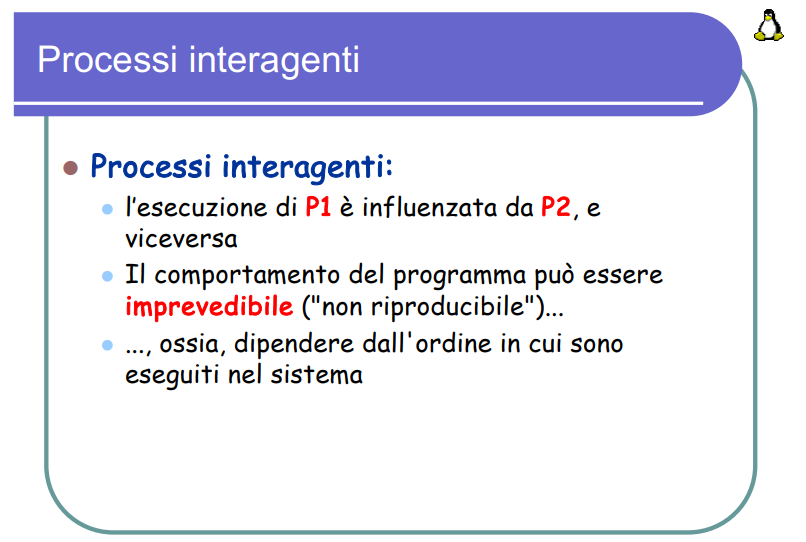 Processi interagenti
Processi interagenti:
l’esecuzione di P1 è influenzata da P2, e
viceversa
Il comportamento del programma può essere
imprevedibile ("non riproducibile")...
..., ossia, dipendere dall'ordine in cui sono
eseguiti nel sistema